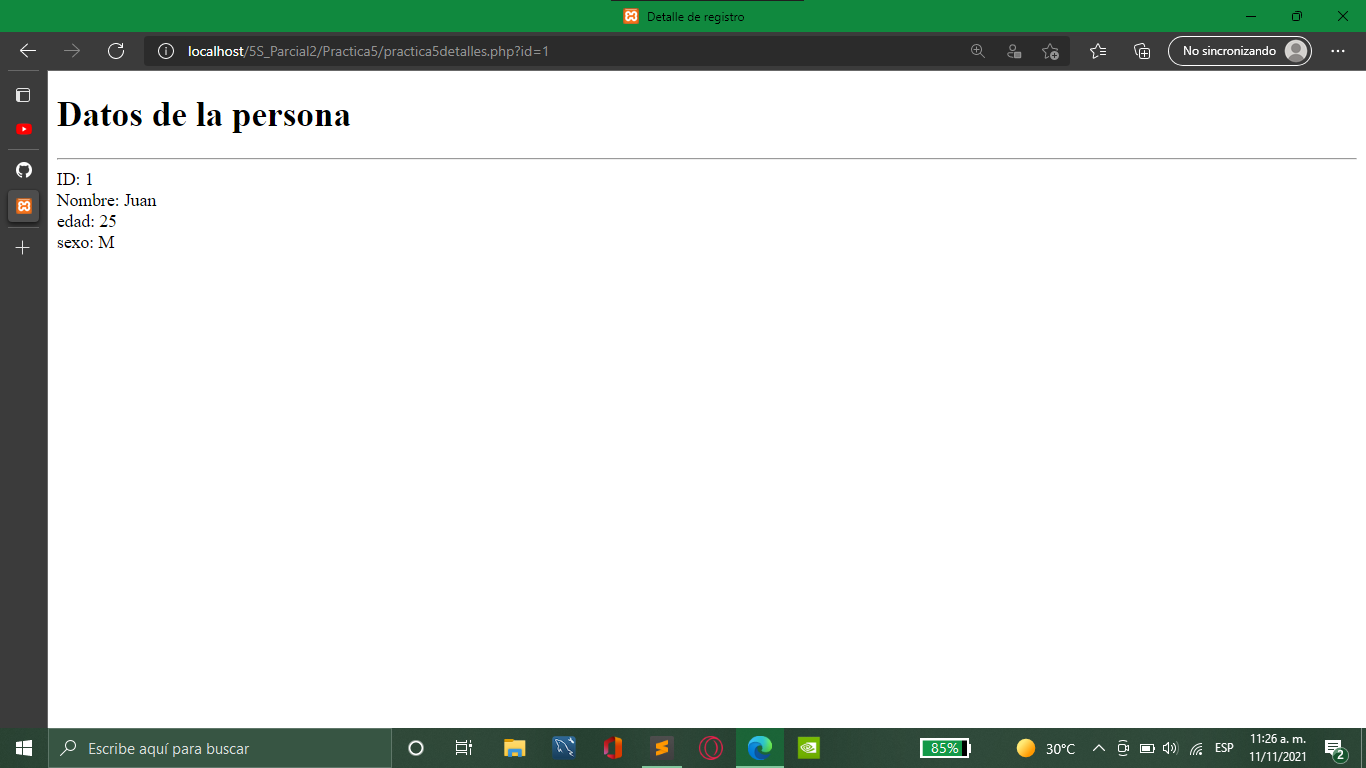 Detalle de registro
localhost/5S_Parcial2/Practica5/practica5detalles.php?id=1
No sincronizando
Datos de la persona
ID: 1
Nombre: Juan
edad: 25
sexo: M
Escribe aquí para buscar
85%
30°C
ESP
11:26 a. m.
11/11/2021
2